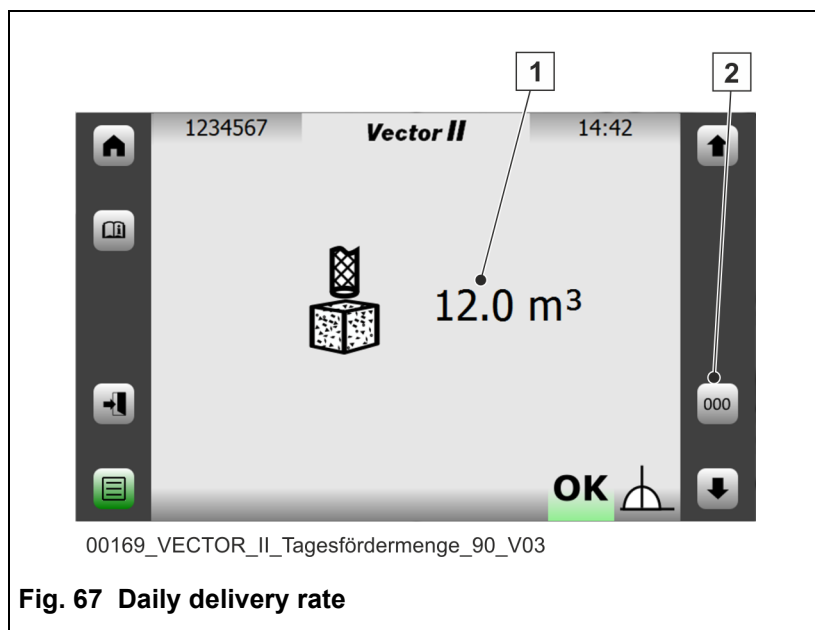 1 2
1234567 Vector II 14:42
12.0 m³
000
OK
00169_VECTOR_II_Tagesfördermenge_90_V03
Fig. 67 Daily delivery rate